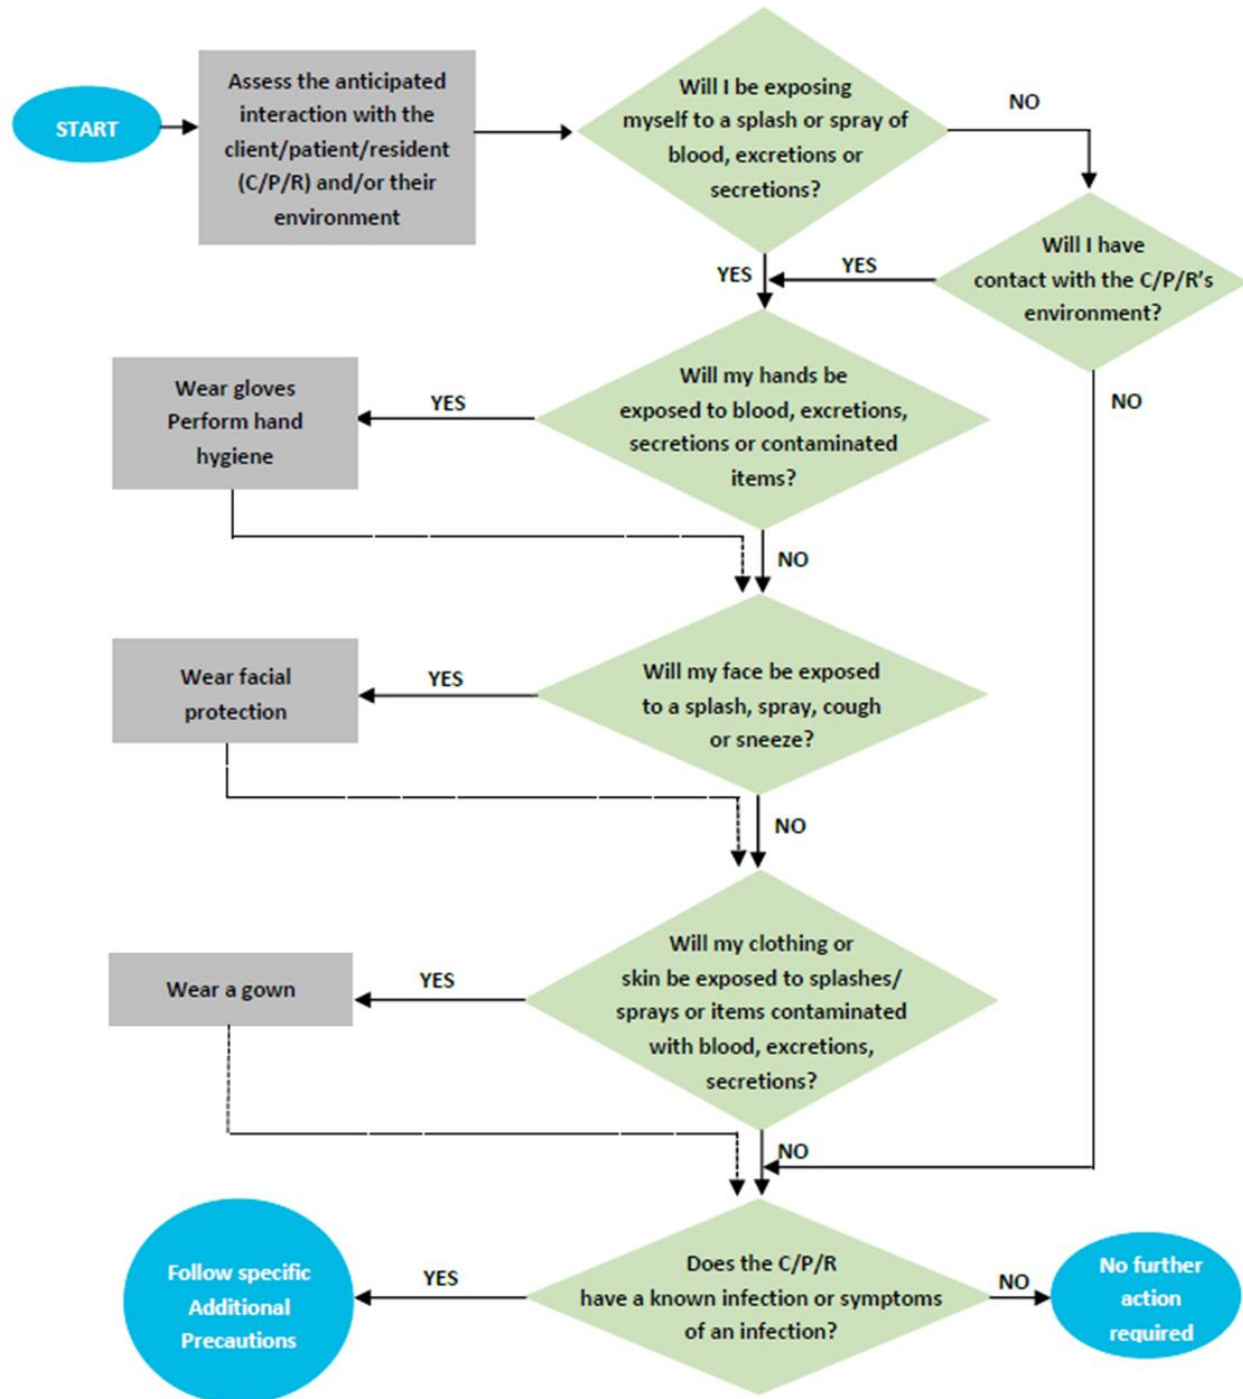 START
Assess the anticipated
interaction with the
client/patient/resident
(C/P/R) and/or their
environment
Will I be exposing
myself to a splash or spray of
blood, excretions or
secretions?
NO
YES
YES
Will I have
contact with the C/P/R's
environment?
NO
Will my hands be
exposed to blood, excretions,
secretions or contaminated
items?
YES
Wear gloves
Perform hand
hygiene
NO
Will my face be exposed
to a splash, spray, cough
or sneeze?
YES
Wear facial
protection
NO
Will my clothing or
skin be exposed to splashes/
sprays or items contaminated
with blood, excretions,
secretions?
YES
Wear a gown
NO
Does the C/P/R
have a known infection or symptoms
of an infection?
YES
Follow specific
Additional
Precautions
NO
No further
action
required